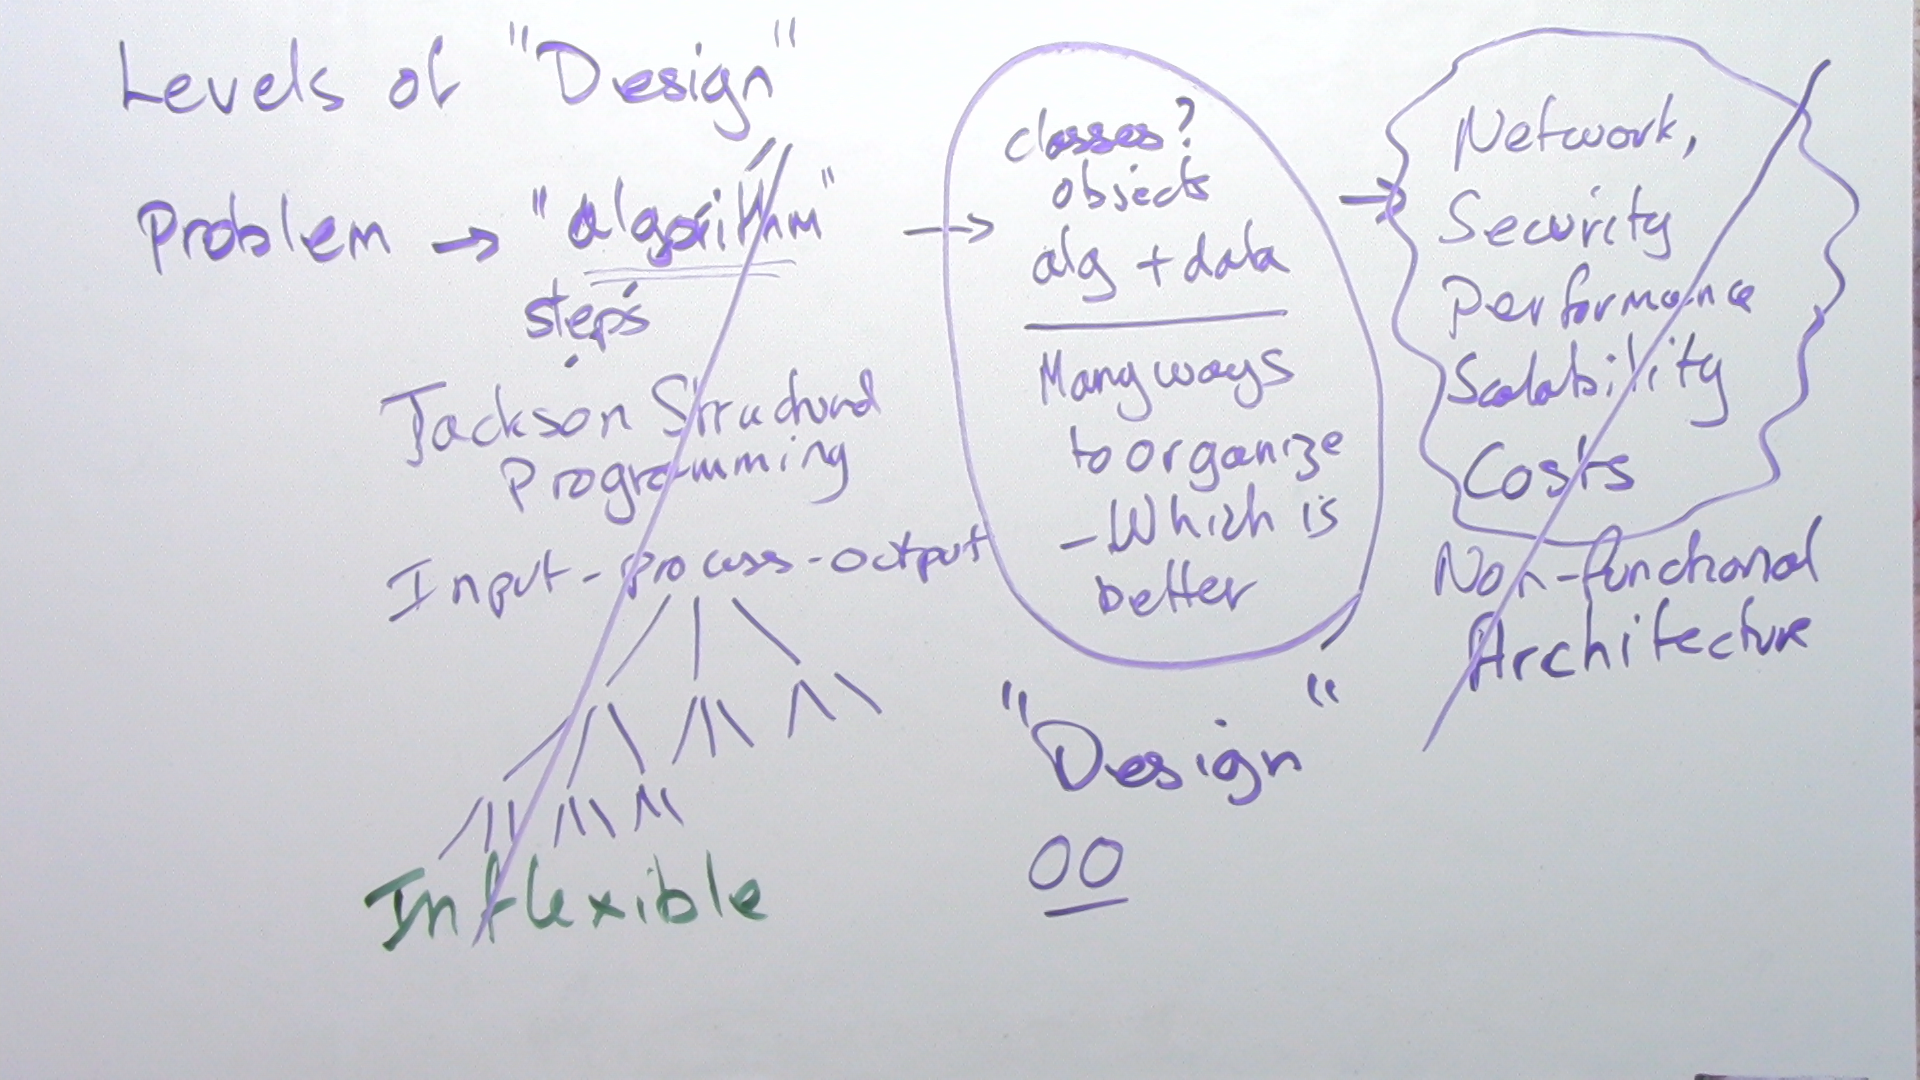 Levels of "Design"
Problem → "algorithm"
steps
Jackson Structured
Programming
Input-process-output
Inflexible
→
classes?
objects
alg + data
Many ways
to organize
- Which is
better
"Design"
OO
→
Network,
Security
Performance
Scalability
Costs
Non-functional
Architecture